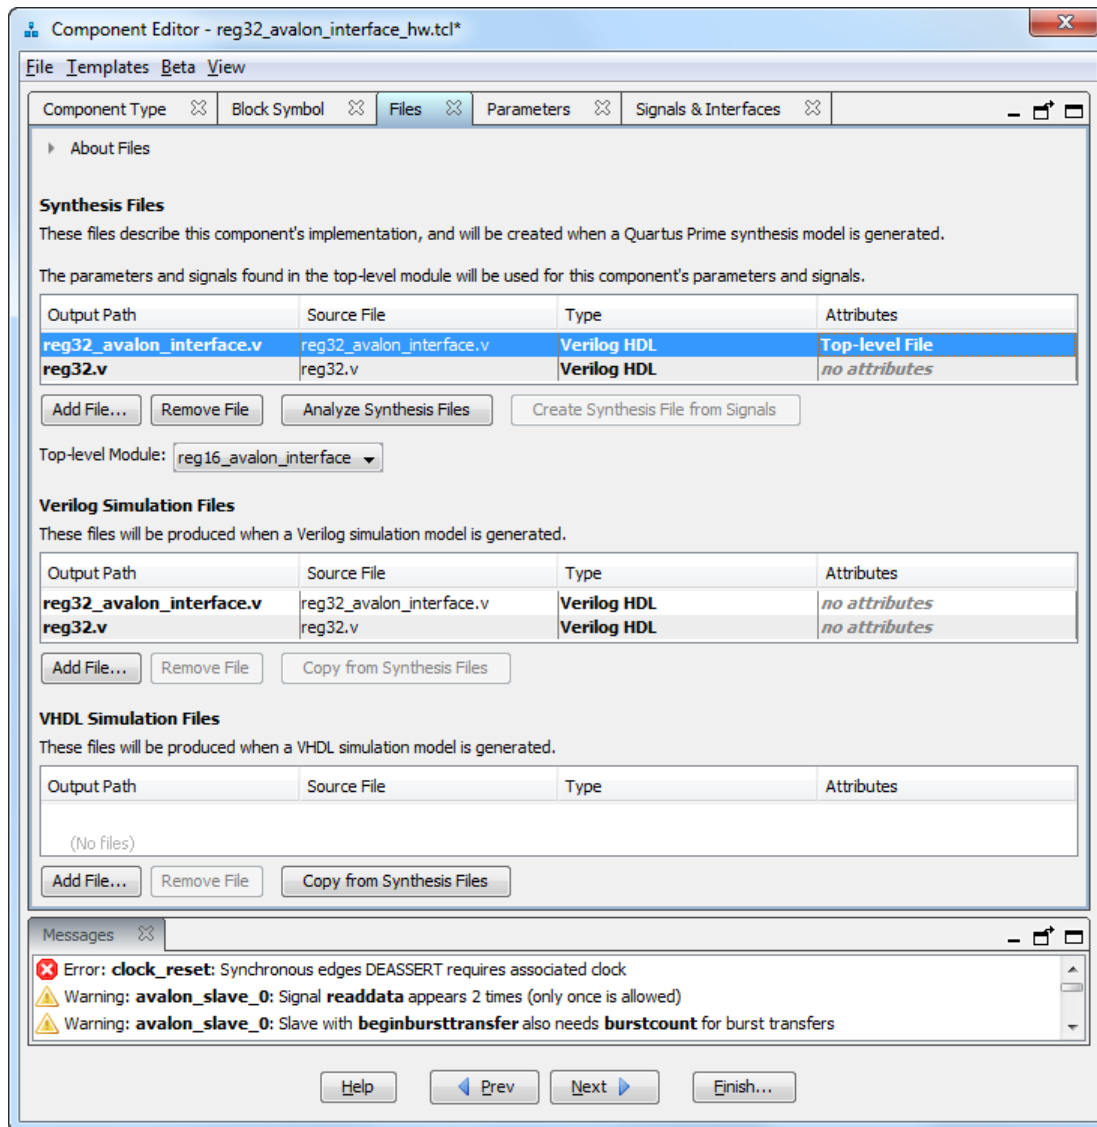 Component Editor - reg32_avalon_interface_hw.tcl*
File Templates Beta View
Component Type Block Symbol Files Parameters Signals & Interfaces
About Files
Synthesis Files
These files describe this component's implementation, and will be created when a Quartus Prime synthesis model is generated.
The parameters and signals found in the top-level module will be used for this component's parameters and signals.
Output Path Source File Type Attributes
reg32_avalon_interface.v reg32_avalon_interface.v Verilog HDL Top-level File
reg32.v reg32.v Verilog HDL no attributes
Add File... Remove File Analyze Synthesis Files Create Synthesis File from Signals
Top-level Module: reg16_avalon_interface
Verilog Simulation Files
These files will be produced when a Verilog simulation model is generated.
Output Path Source File Type Attributes
reg32_avalon_interface.v reg32_avalon_interface.v Verilog HDL no attributes
reg32.v reg32.v Verilog HDL no attributes
Add File... Remove File Copy from Synthesis Files
VHDL Simulation Files
These files will be produced when a VHDL simulation model is generated.
Output Path Source File Type Attributes
(No files)
Add File... Remove File Copy from Synthesis Files
Messages
Error: clock_reset: Synchronous edges DEASSERT requires associated clock
Warning: avalon_slave_0: Signal readdata appears 2 times (only once is allowed)
Warning: avalon_slave_0: Slave with beginbursttransfer also needs burstcount for burst transfers
Help Prev Next Finish...